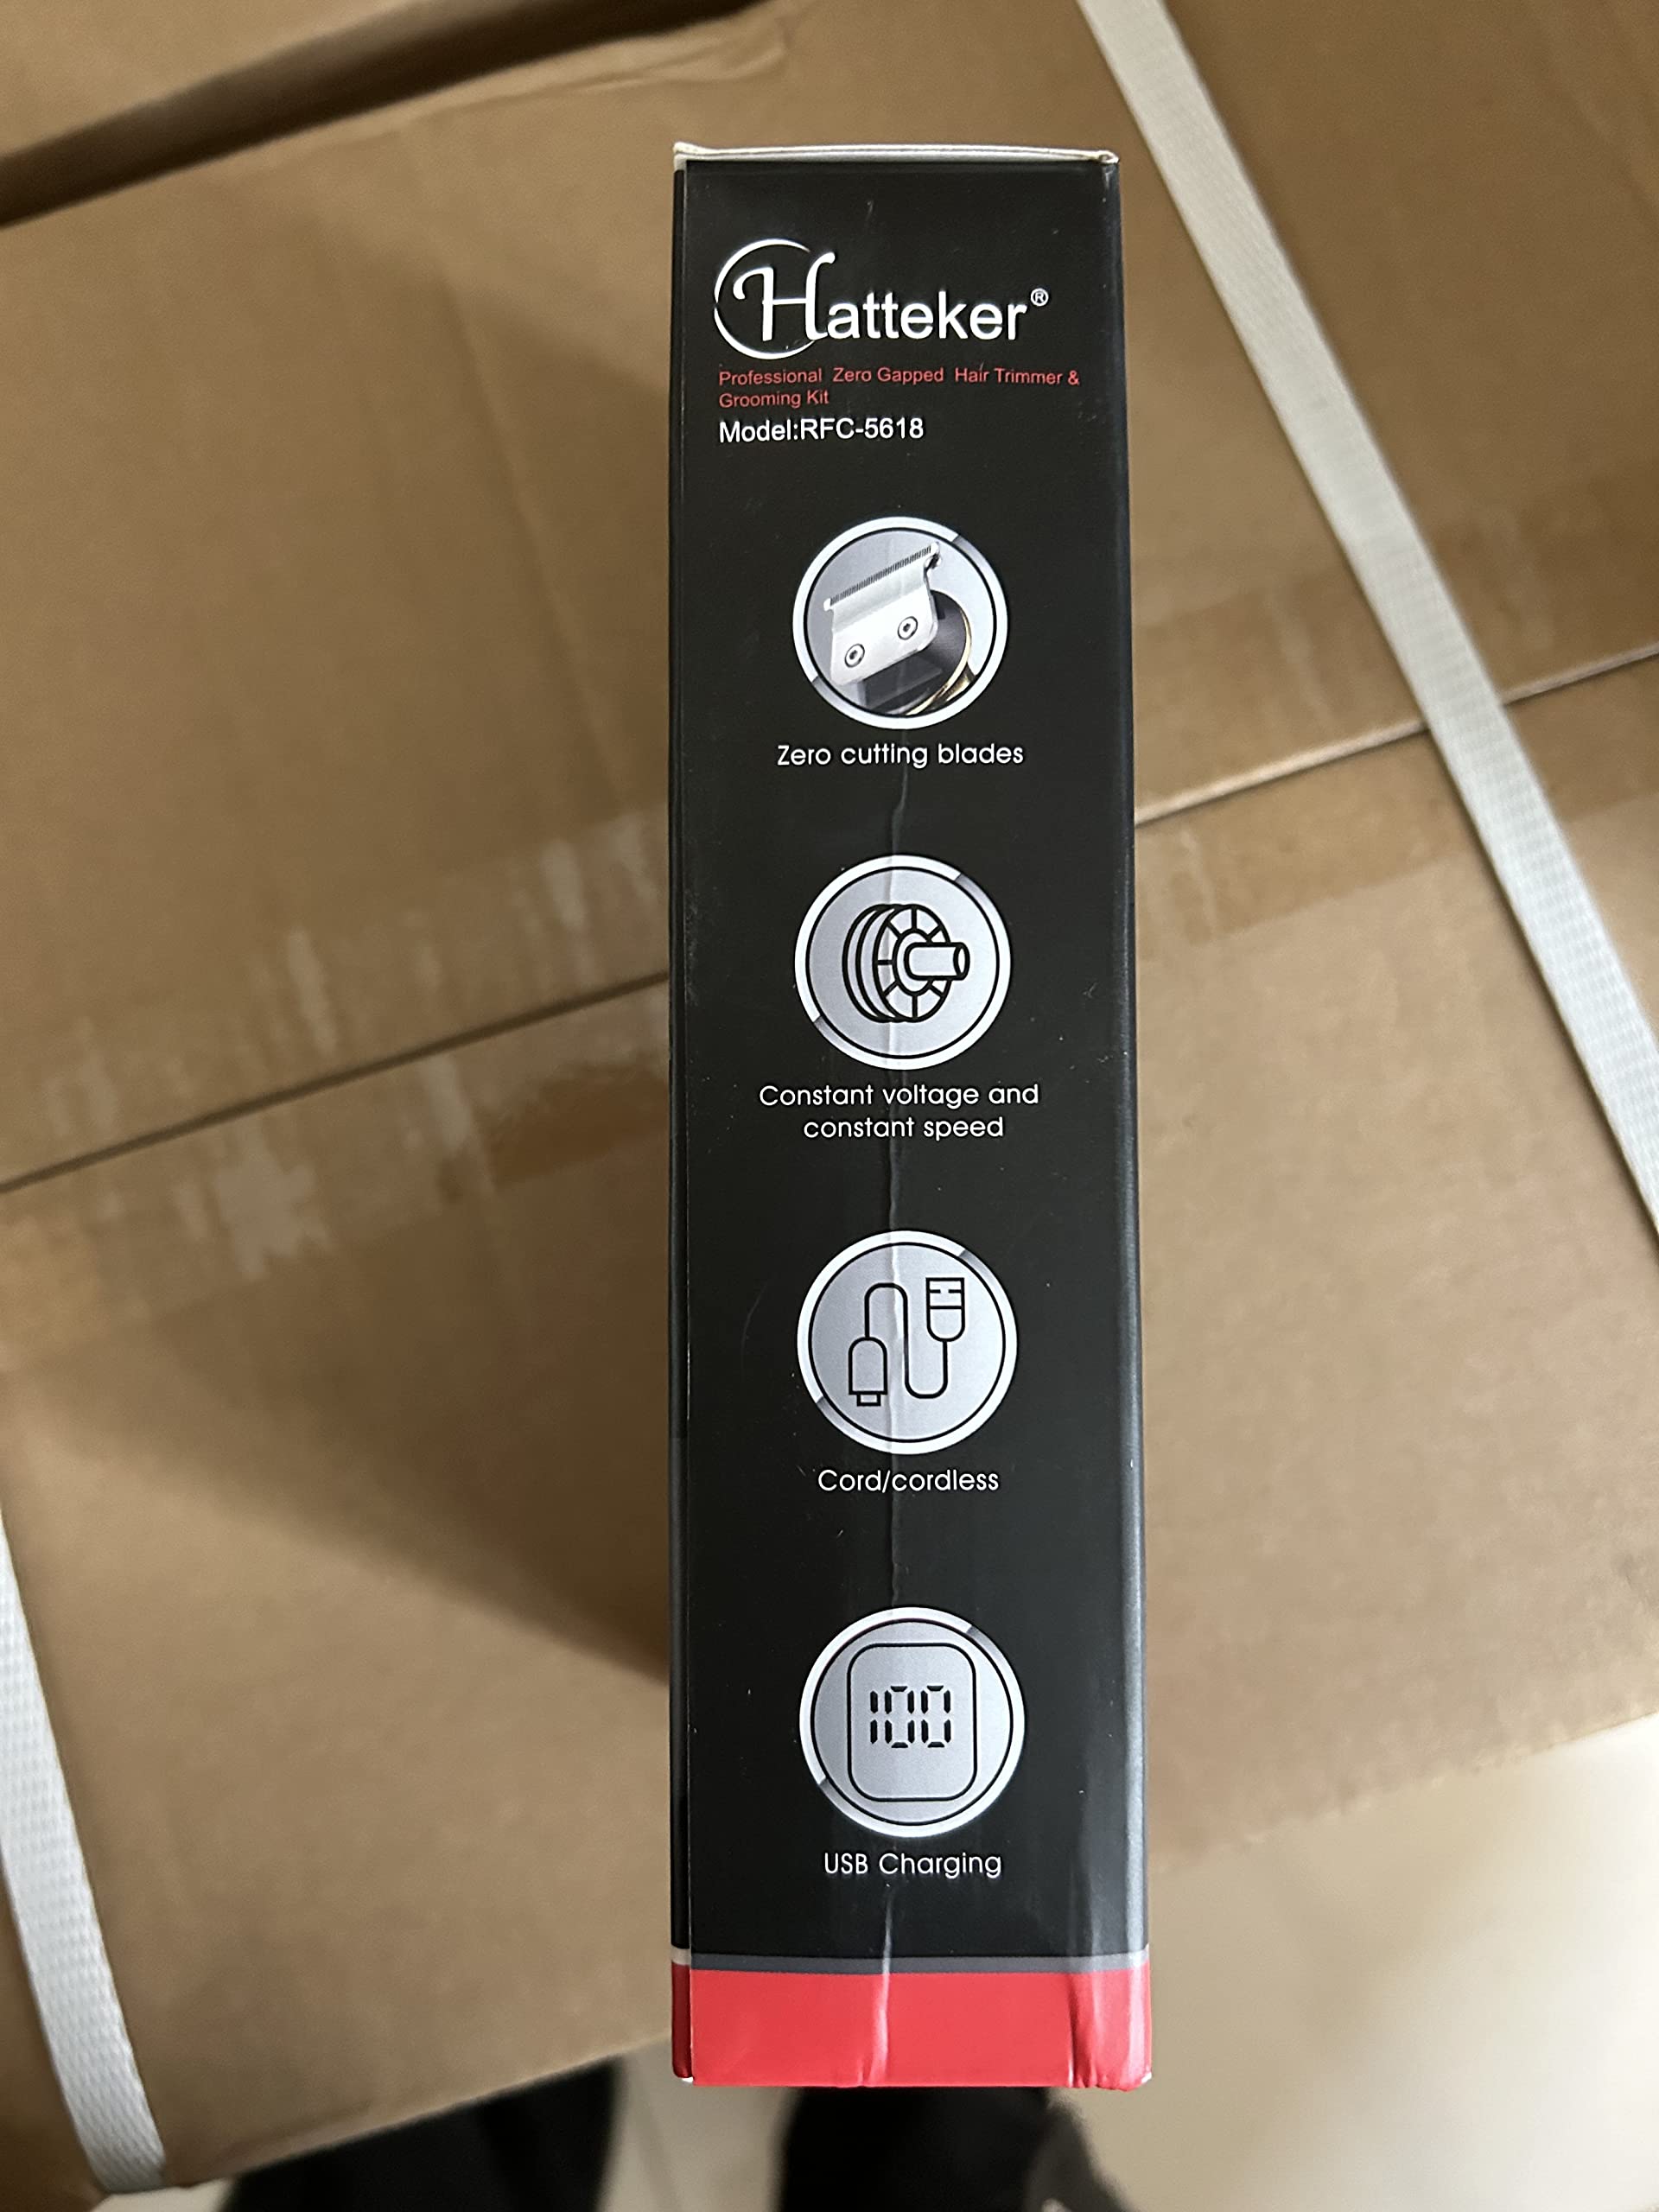 Hatteker®
Professional Zero Gapped Hair Trimmer &
Grooming Kit
Model:RFC-5618
Zero cutting blades
Constant voltage and
constant speed
Cord/cordless
100
USB Charging